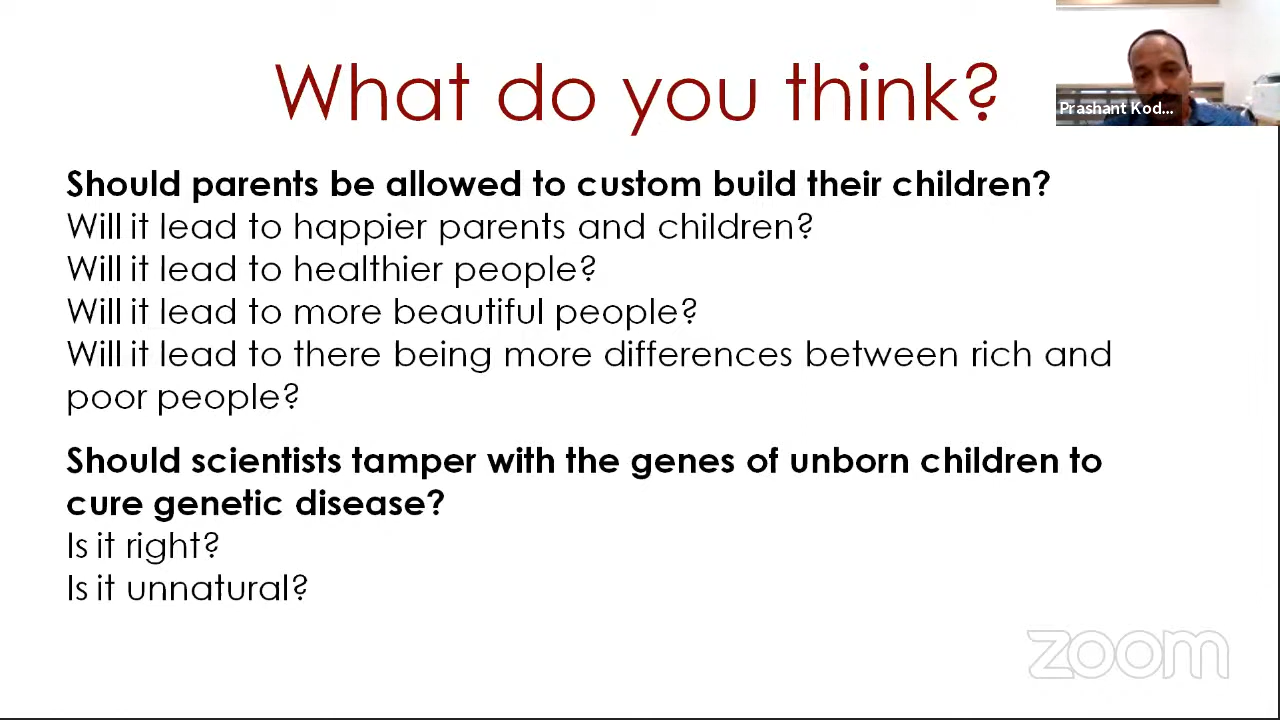 What do you think?
Prashant Kod...
Should parents be allowed to custom build their children?
Will it lead to happier parents and children?
Will it lead to healthier people?
Will it lead to more beautiful people?
Will it lead to there being more differences between rich and
poor people?
Should scientists tamper with the genes of unborn children to
cure genetic disease?
Is it right?
Is it unnatural?
zoom